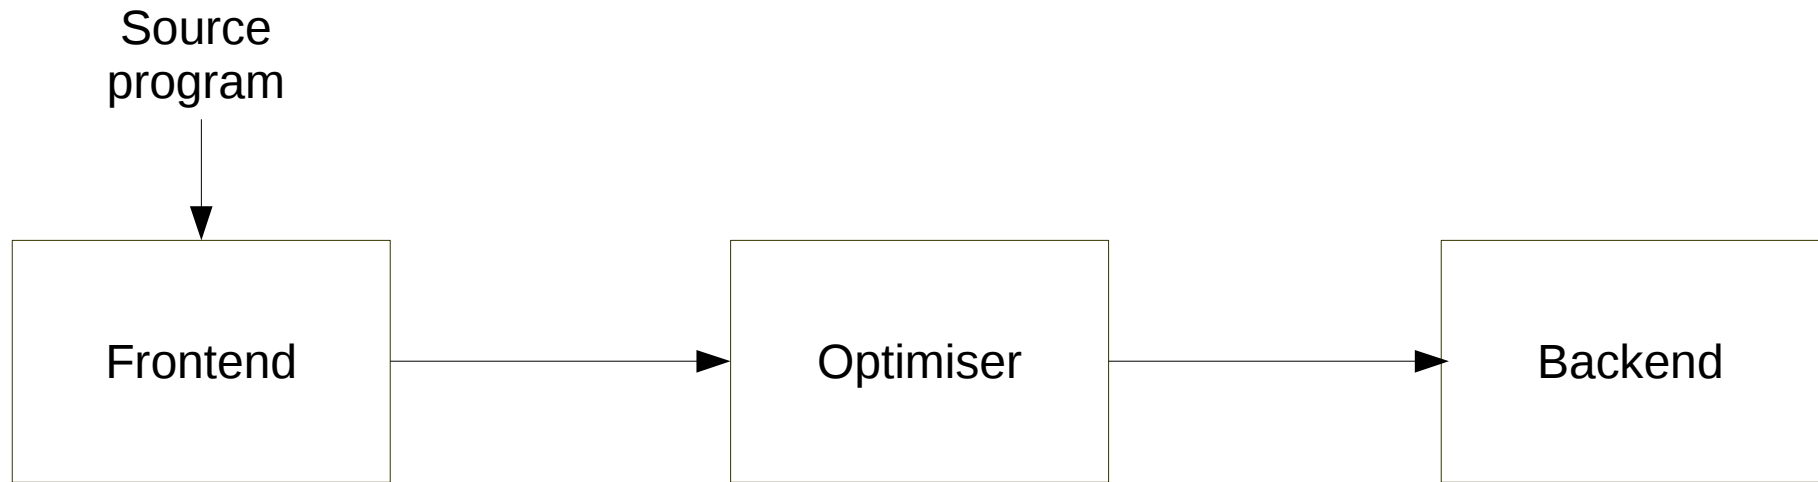 Source
program
Frontend
Optimiser
Backend